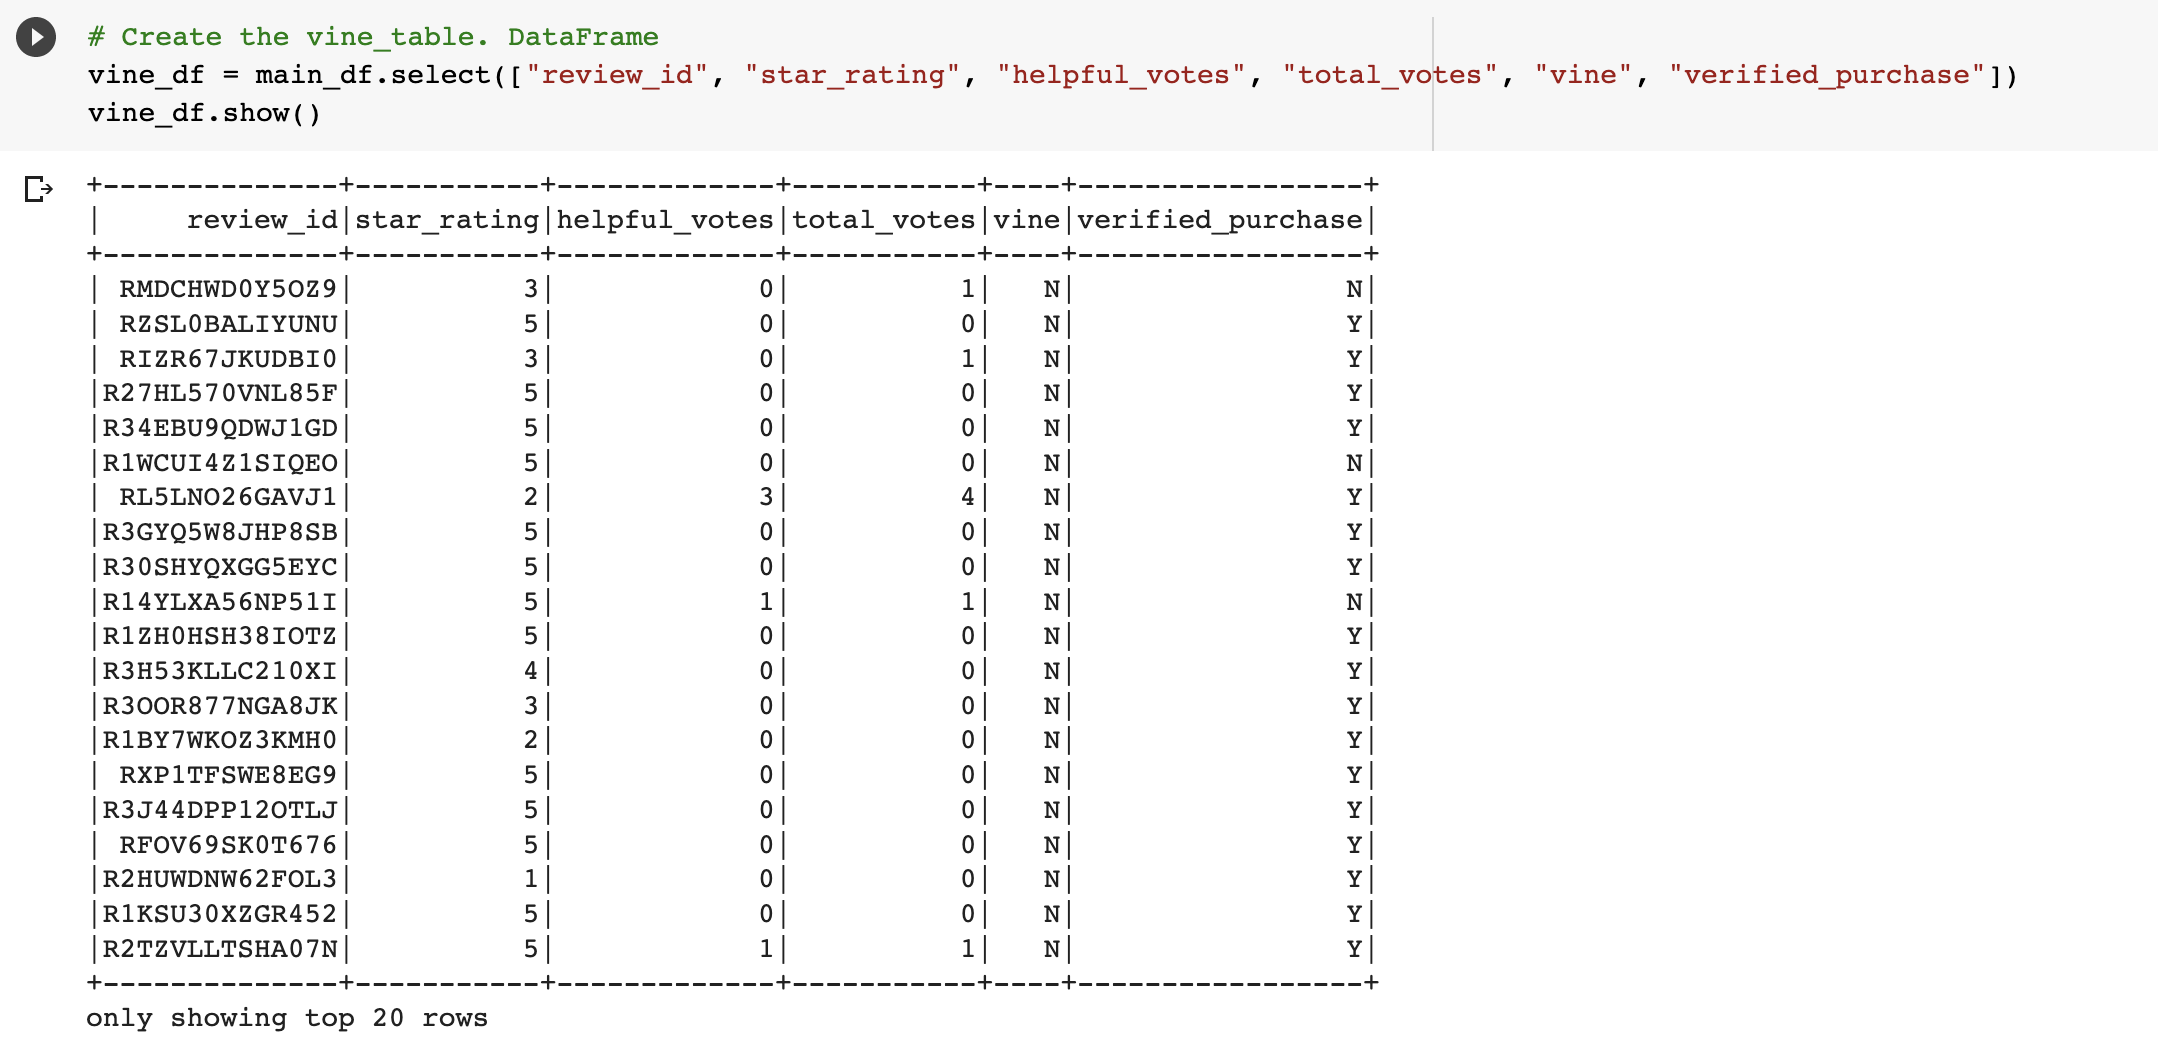 # Create the vine_table. DataFrame
vine_df = main_df.select(["review_id", "star_rating", "helpful_votes", "total_votes", "vine", "verified_purchase"])
vine_df.show()
+--------------+-----------+-------------+-----------+----+-----------------+
|     review_id|star_rating|helpful_votes|total_votes|vine|verified_purchase|
+--------------+-----------+-------------+-----------+----+-----------------+
| RMDCHWD0Y5OZ9|          3|            0|          1|   N|                N|
| RZSL0BALIYUNU|          5|            0|          0|   N|                Y|
| RIZR67JKUDBI0|          3|            0|          1|   N|                Y|
|R27HL570VNL85F|          5|            0|          0|   N|                Y|
|R34EBU9QDWJ1GD|          5|            0|          0|   N|                Y|
|R1WCUI4Z1SIQEO|          5|            0|          0|   N|                N|
| RL5LNO26GAVJ1|          2|            3|          4|   N|                Y|
|R3GYQ5W8JHP8SB|          5|            0|          0|   N|                Y|
|R30SHYQXGG5EYC|          5|            0|          0|   N|                Y|
|R14YLXA56NP51I|          5|            1|          1|   N|                N|
|R1ZH0HSH38IOTZ|          5|            0|          0|   N|                Y|
|R3H53KLLC210XI|          4|            0|          0|   N|                Y|
|R3OOR877NGA8JK|          3|            0|          0|   N|                Y|
|R1BY7WKOZ3KMH0|          2|            0|          0|   N|                Y|
| RXP1TFSWE8EG9|          5|            0|          0|   N|                Y|
|R3J44DPP12OTLJ|          5|            0|          0|   N|                Y|
| RFOV69SK0T676|          5|            0|          0|   N|                Y|
|R2HUWDNW62FOL3|          1|            0|          0|   N|                Y|
|R1KSU30XZGR452|          5|            0|          0|   N|                Y|
|R2TZVLLTSHA07N|          5|            1|          1|   N|                Y|
+--------------+-----------+-------------+-----------+----+-----------------+
only showing top 20 rows